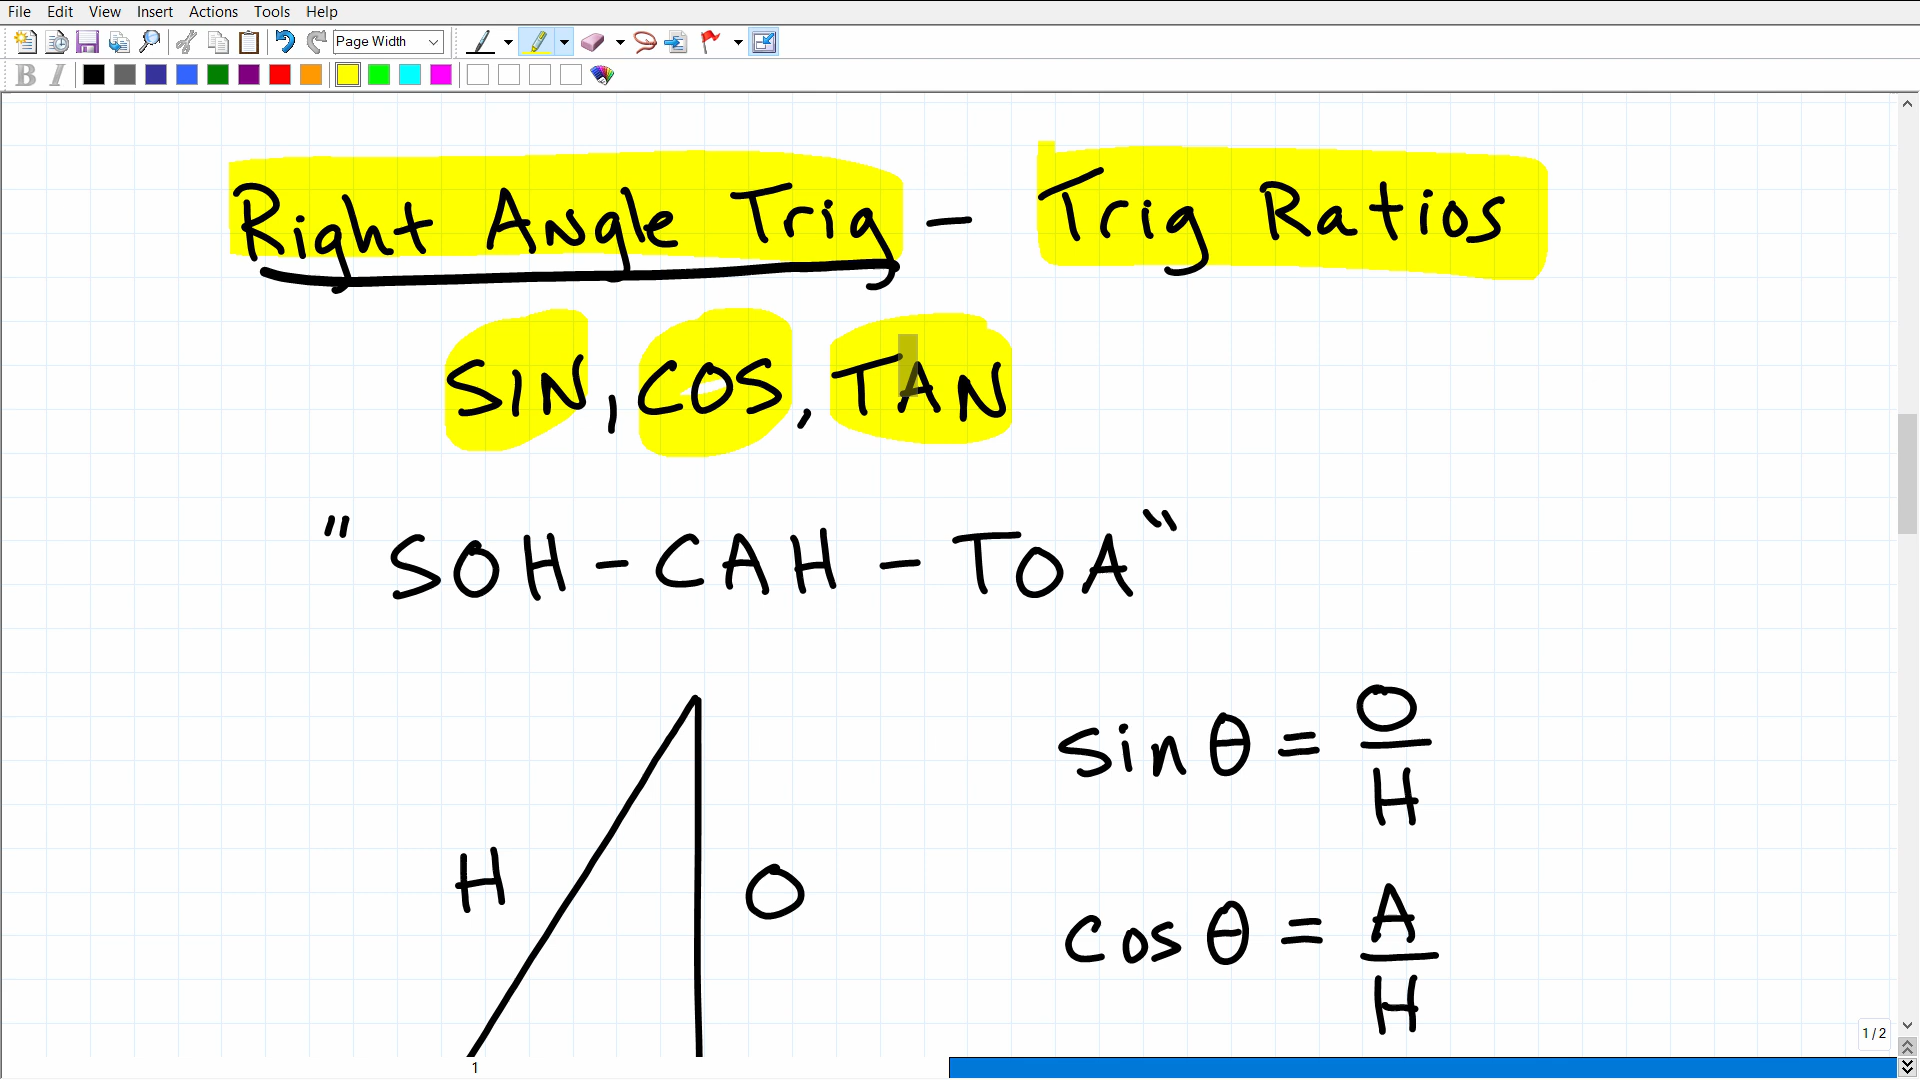 File Edit View Insert Actions Tools Help
Page Width
B I
Right Angle Trig - Trig Ratios
SIN, COS, TAN
"SOH-CAH-TOA"
H
O
sin θ = O/H
cos θ = A/H
1/2
1